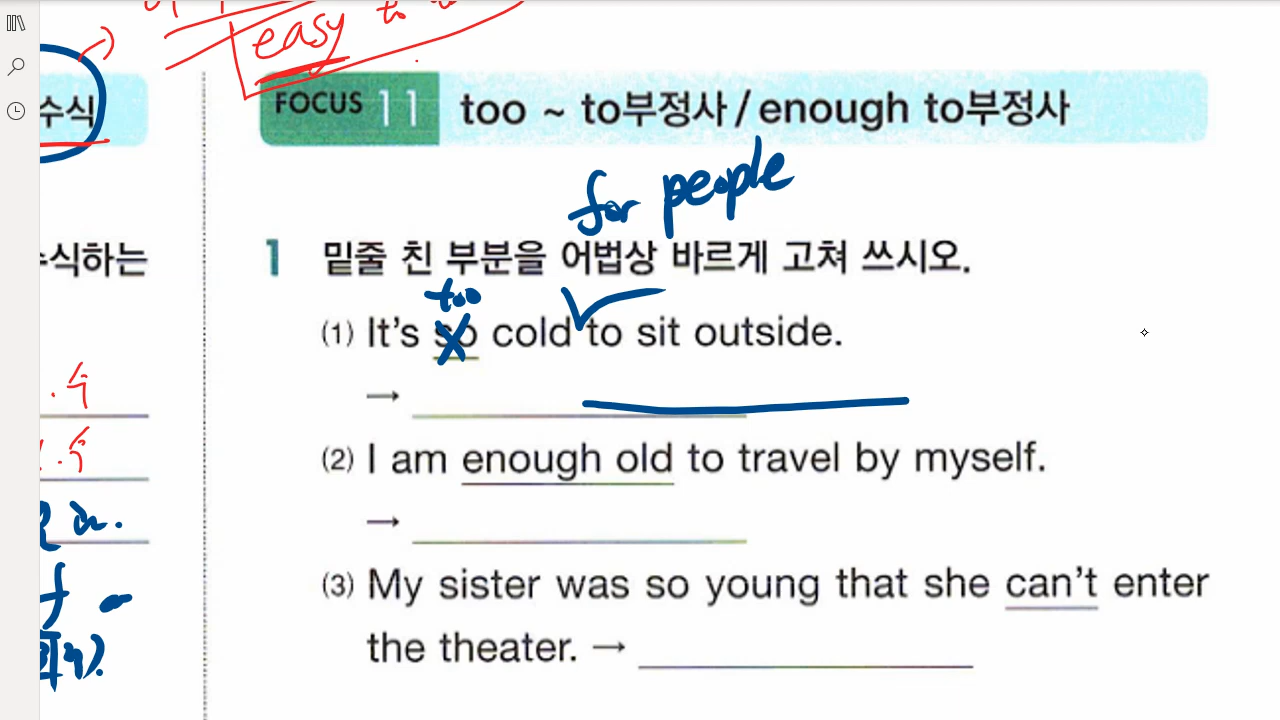 easy to
수식
FOCUS 11 too ~ to부정사 / enough to부정사
for people
1 밑줄 친 부분을 어법상 바르게 고쳐 쓰시오.
식하는
too
(1) It's so cold to sit outside.
→
(2) I am enough old to travel by myself.
→
(3) My sister was so young that she can't enter
the theater. →